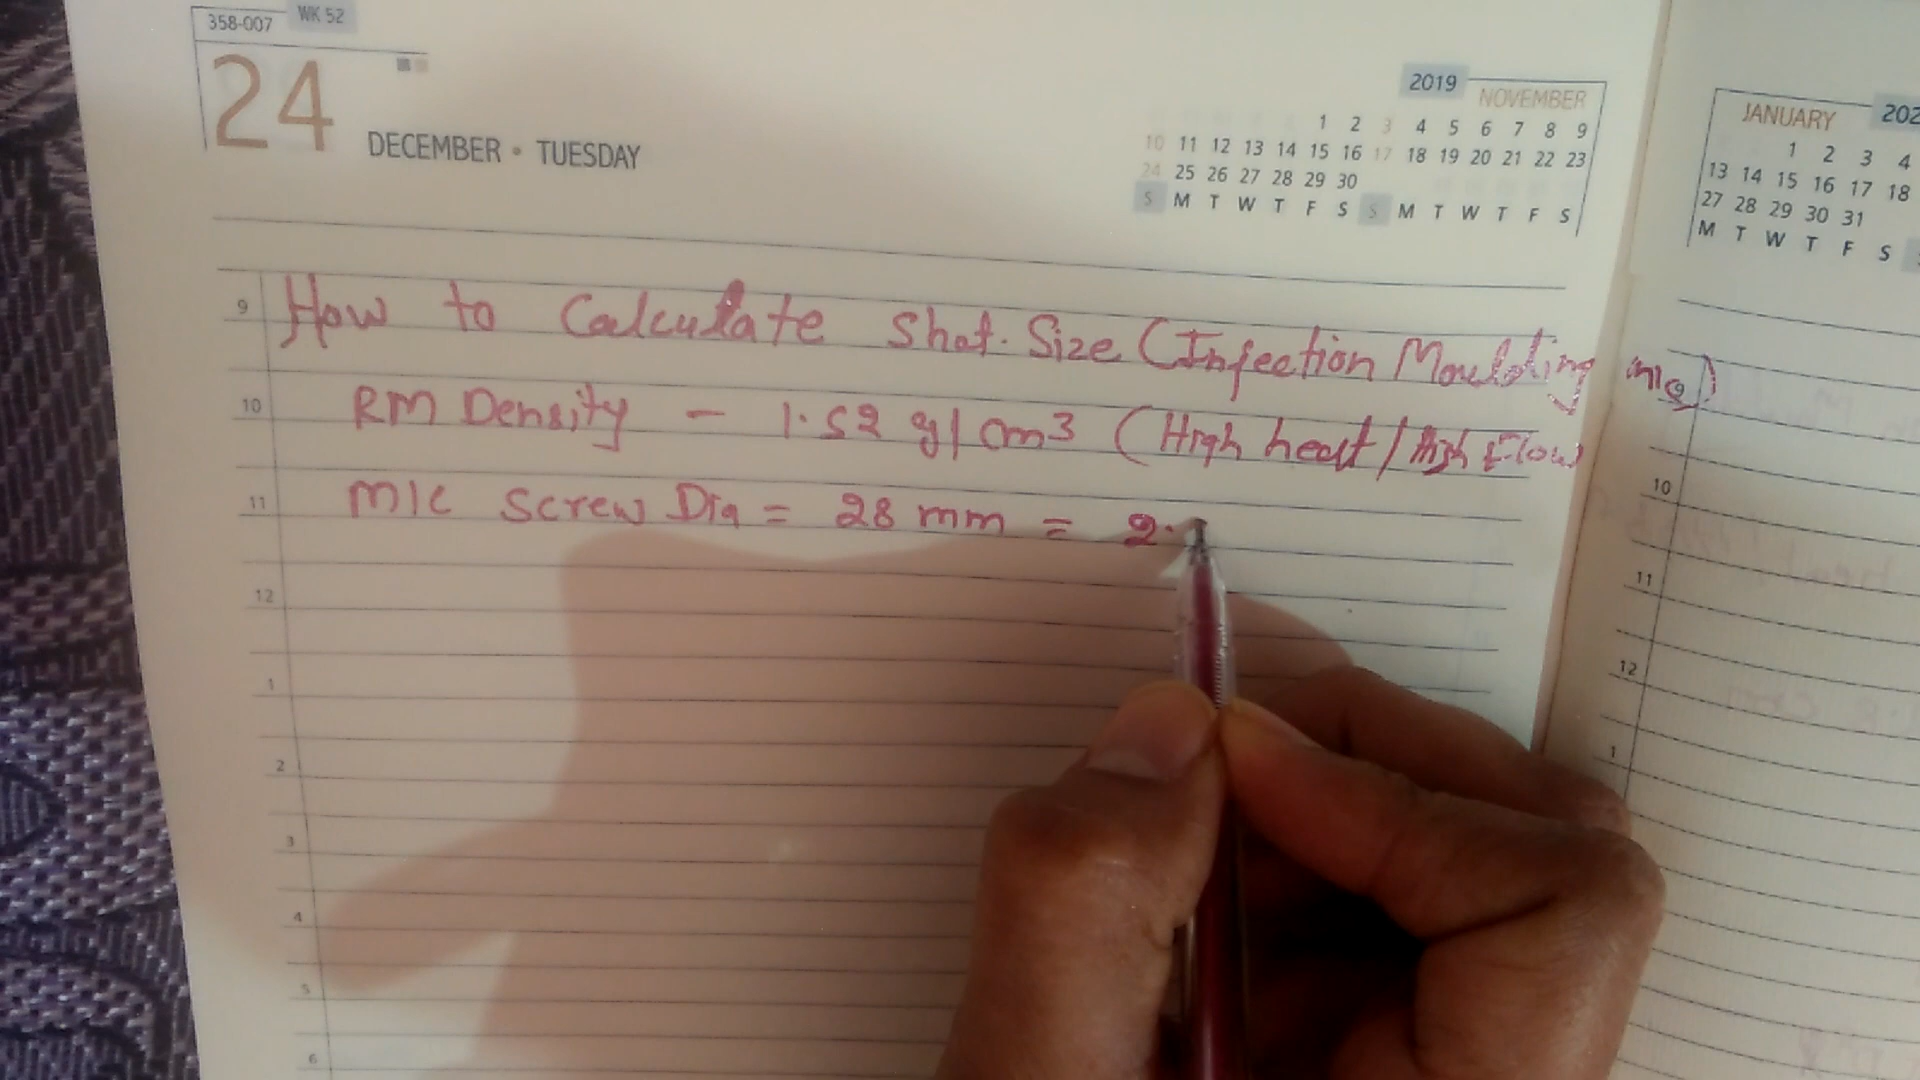 358-007 WK 52
24 DECEMBER • TUESDAY
2019 NOVEMBER
1 2 3 4 5 6 7 8 9
10 11 12 13 14 15 16 17 18 19 20 21 22 23
24 25 26 27 28 29 30
S M T W T F S S M T W T F S
9 How to Calculate Shot. Size (Injection Moulding m/c)
10 RM Density - 1.52 g/cm3 (High heat/High Flow
11 M/C Screw Dia = 28 mm = 2.
12
1
2
3
4
5
6
JANUARY 202
1 2 3 4
13 14 15 16 17 18
27 28 29 30 31
M T W T F S
10
11
12
1